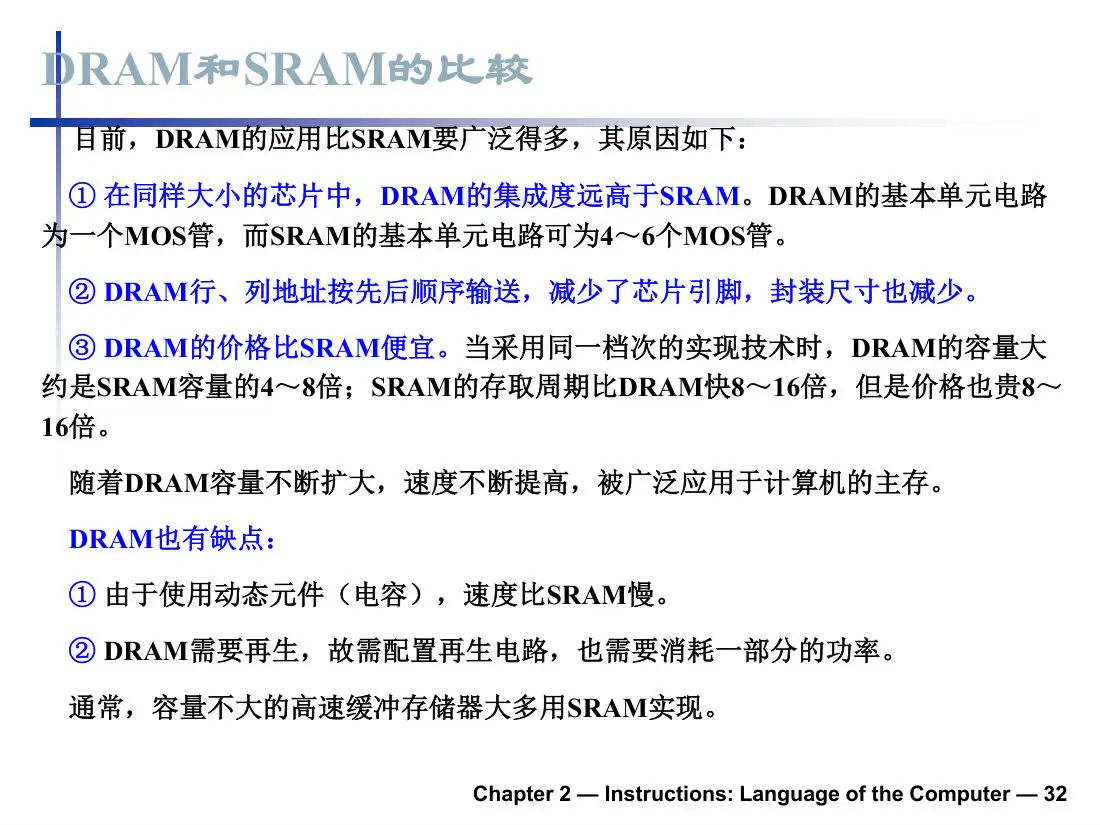 DRAM和SRAM的比较
目前，DRAM的应用比SRAM要广泛得多，其原因如下：
① 在同样大小的芯片中，DRAM的集成度远高于SRAM。DRAM的基本单元电路
为一个MOS管，而SRAM的基本单元电路可为4～6个MOS管。
② DRAM行、列地址按先后顺序输送，减少了芯片引脚，封装尺寸也减少。
③ DRAM的价格比SRAM便宜。当采用同一档次的实现技术时，DRAM的容量大
约是SRAM容量的4～8倍；SRAM的存取周期比DRAM快8～16倍，但是价格也贵8～
16倍。
随着DRAM容量不断扩大，速度不断提高，被广泛应用于计算机的主存。
DRAM也有缺点：
① 由于使用动态元件（电容），速度比SRAM慢。
② DRAM需要再生，故需配置再生电路，也需要消耗一部分的功率。
通常，容量不大的高速缓冲存储器大多用SRAM实现。
Chapter 2 — Instructions: Language of the Computer — 32